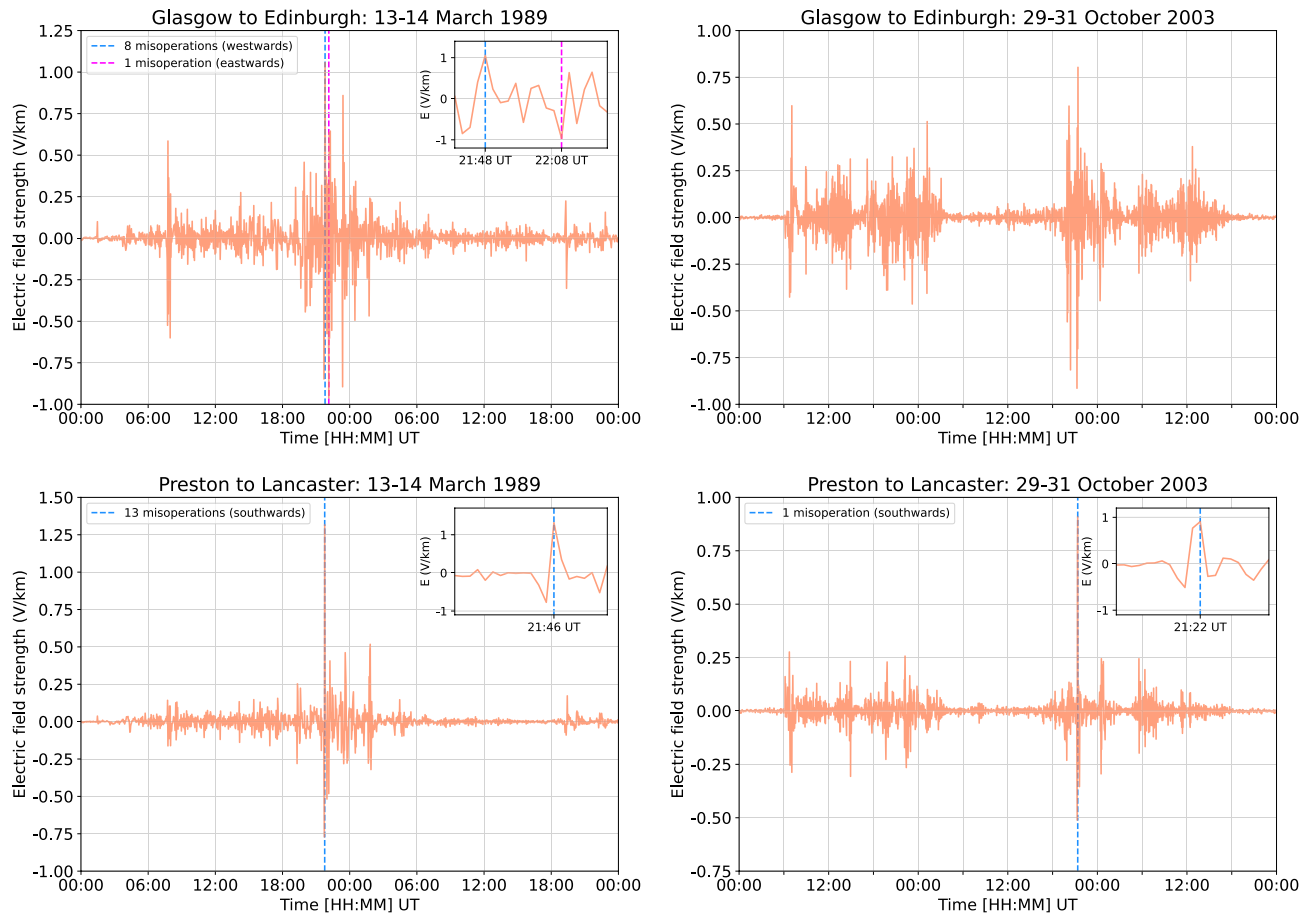 Glasgow to Edinburgh: 13-14 March 1989
8 misoperations (westwards)
1 misoperation (eastwards)
Electric field strength (V/km)
1.25
1.00
0.75
0.50
0.25
0.00
-0.25
-0.50
-0.75
-1.00
E (V/km)
1
0
-1
21:48 UT 22:08 UT
00:00 06:00 12:00 18:00 00:00 06:00 12:00 18:00 00:00
Time [HH:MM] UT
Glasgow to Edinburgh: 29-31 October 2003
Electric field strength (V/km)
1.00
0.75
0.50
0.25
0.00
-0.25
-0.50
-0.75
-1.00
00:00 12:00 00:00 12:00 00:00 12:00 00:00
Time [HH:MM] UT
Preston to Lancaster: 13-14 March 1989
13 misoperations (southwards)
Electric field strength (V/km)
1.50
1.25
1.00
0.75
0.50
0.25
0.00
-0.25
-0.50
-0.75
-1.00
E (V/km)
1
0
-1
21:46 UT
00:00 06:00 12:00 18:00 00:00 06:00 12:00 18:00 00:00
Time [HH:MM] UT
Preston to Lancaster: 29-31 October 2003
1 misoperation (southwards)
Electric field strength (V/km)
1.00
0.75
0.50
0.25
0.00
-0.25
-0.50
-0.75
E (V/km)
1
0
-1
21:22 UT
00:00 12:00 00:00 12:00 00:00 12:00 00:00
Time [HH:MM] UT